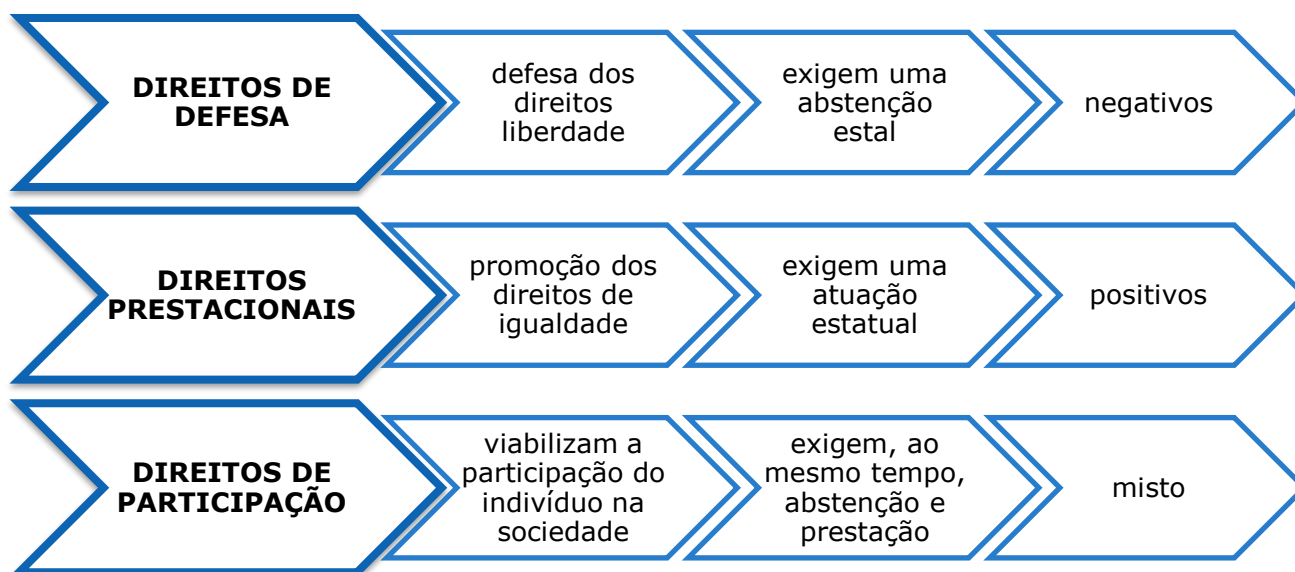 DIREITOS DE
DEFESA
defesa dos
direitos
liberdade
exigem uma
abstenção
estal
negativos
DIREITOS
PRESTACIONAIS
promoção dos
direitos de
igualdade
exigem uma
atuação
estatual
positivos
DIREITOS DE
PARTICIPAÇÃO
viabilizam a
participação do
indivíduo na
sociedade
exigem, ao
mesmo tempo,
abstenção e
prestação
misto